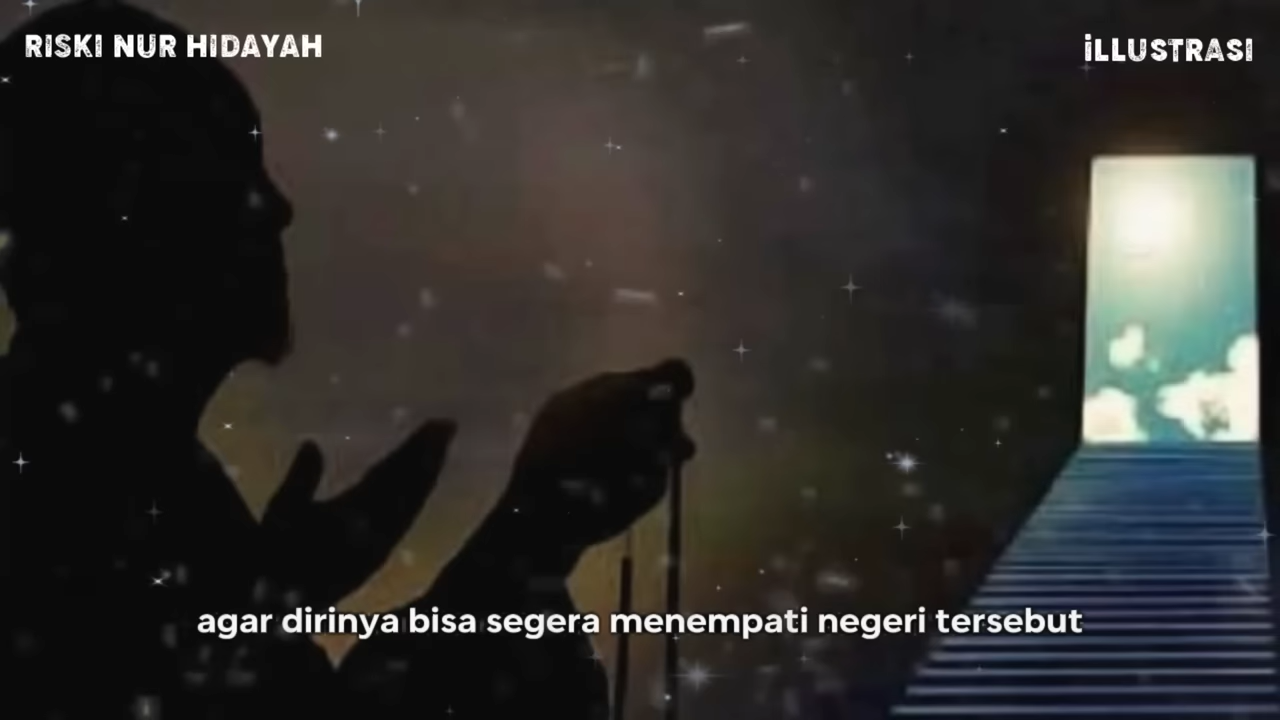 RISKI NUR HIDAYAH
iLLUSTRASI
agar dirinya bisa segera menempati negeri tersebut